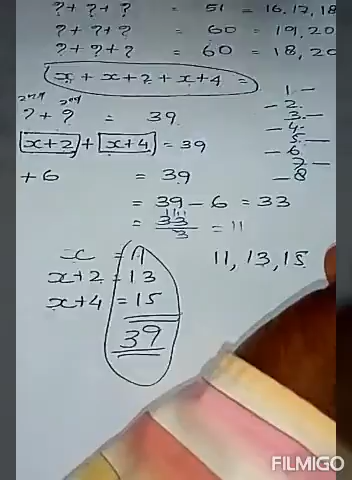 ? + ? + ? = 51 = 16, 17, 18
? + ? + ? = 60 = 19, 20
? + ? + ? = 60 = 18, 20
x + x+2 + x+4 =
? + ? = 39
x+2 + x+4 = 39
+ 6 = 39
= 39 - 6 = 33
= 33/3 = 11
x = 11
x+2 = 13
x+4 = 15
39
11, 13, 15
1 -
- 2.
3. -
- 4.
5 -
- 6
7 -
- 8
FILMIGO